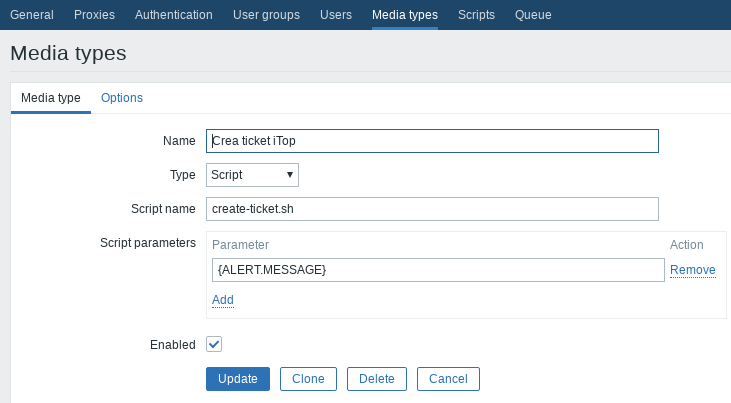 General Proxies Authentication User groups Users Media types Scripts Queue
Media types
Media type Options
Name Crea ticket iTop
Type Script
Script name create-ticket.sh
Script parameters Parameter Action
{ALERT.MESSAGE} Remove
Add
Enabled
Update Clone Delete Cancel